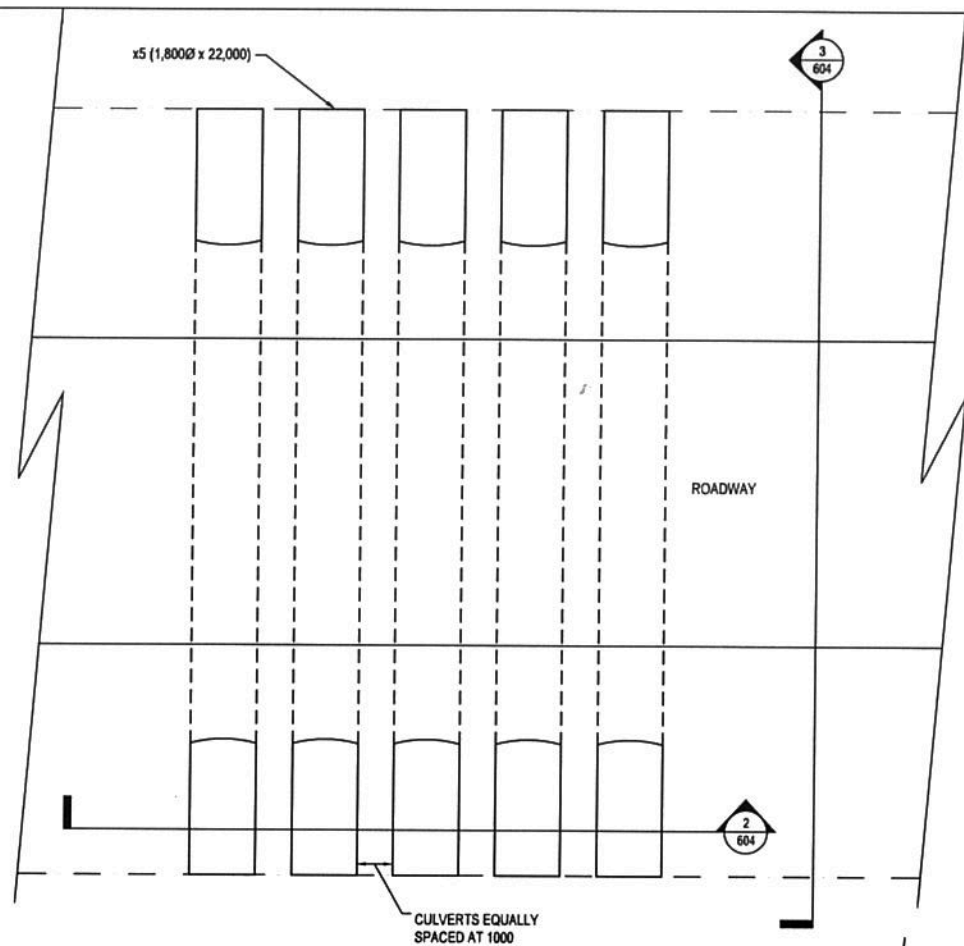 x5 (1,800Ø x 22,000)
3
604
ROADWAY
2
604
CULVERTS EQUALLY
SPACED AT 1000